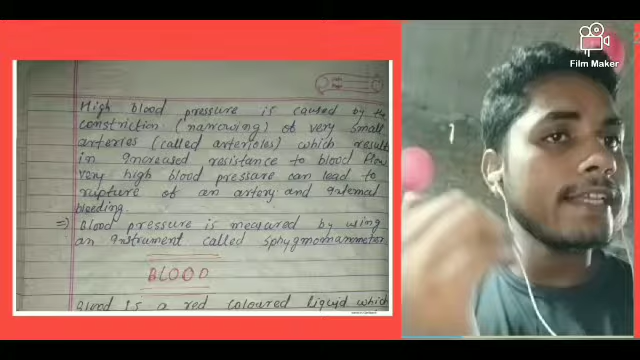 High blood pressure is caused by the
constriction (narrowing) of very small
arteries (called arterioles) which result
in increased resistance to blood flow
very high blood pressure can lead to
rupture of an artery and internal
bleeding.
=> Blood pressure is measured by using
an instrument called sphygmomanometer
BLOOD
Blood is a red coloured liquid which
Film Maker